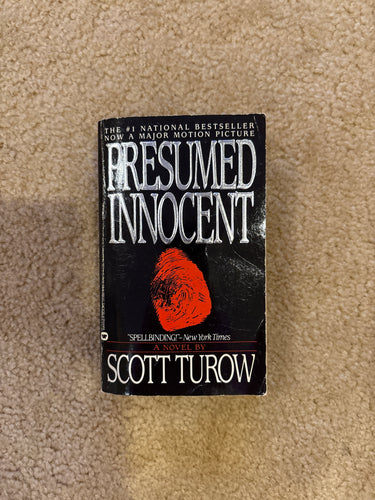 THE #1 NATIONAL BESTSELLER
NOW A MAJOR MOTION PICTURE
PRESUMED
INNOCENT
"SPELLBINDING!"–New York Times
A NOVEL BY
SCOTT TUROW